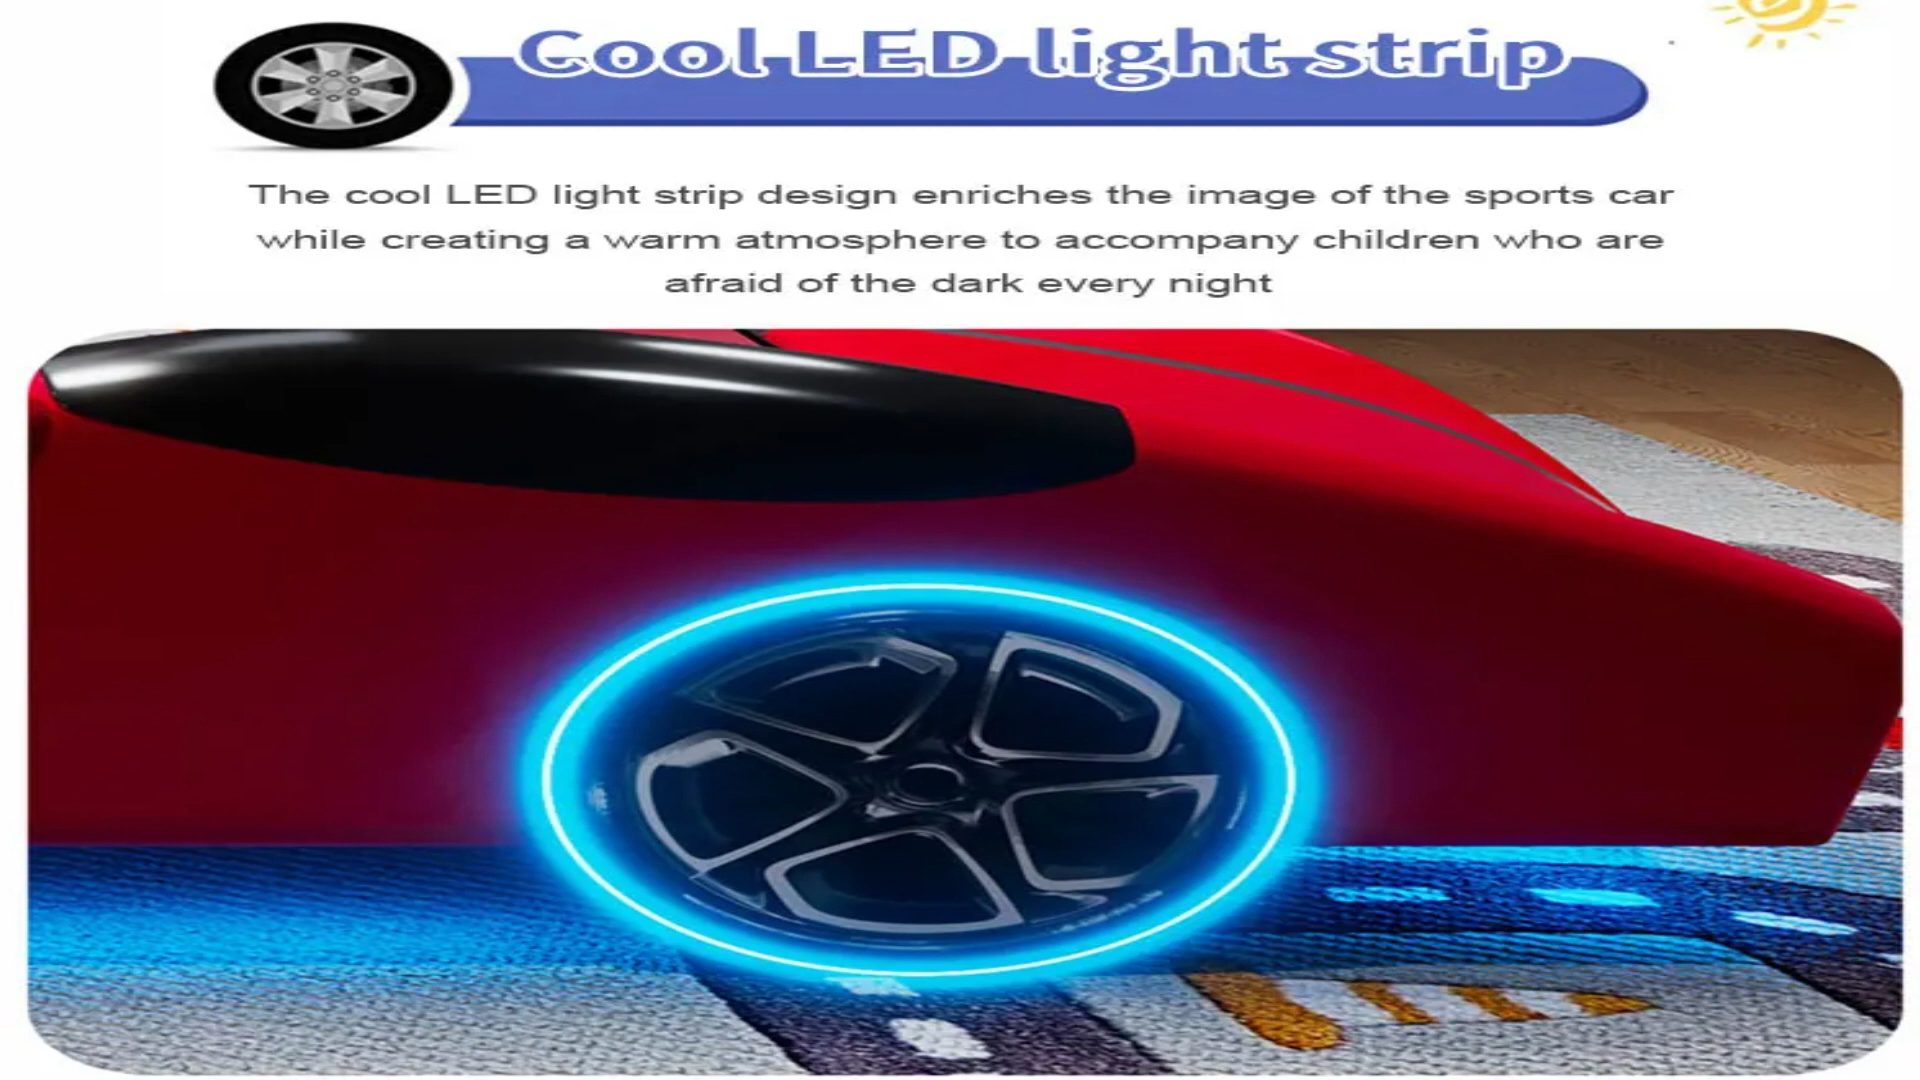 Cool LED light strip
The cool LED light strip design enriches the image of the sports car
while creating a warm atmosphere to accompany children who are
afraid of the dark every night